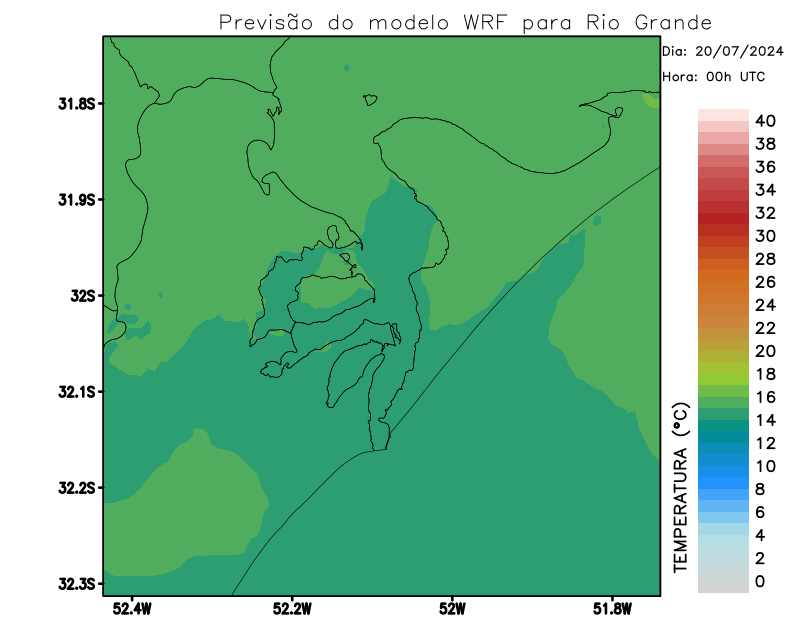 Previsão do modelo WRF para Rio Grande
Dia: 20/07/2024
Hora: 00h UTC
31.8S
31.9S
32S
32.1S
32.2S
32.3S
52.4W
52.2W
52W
51.8W
TEMPERATURA (°C)
40
38
36
34
32
30
28
26
24
22
20
18
16
14
12
10
8
6
4
2
0